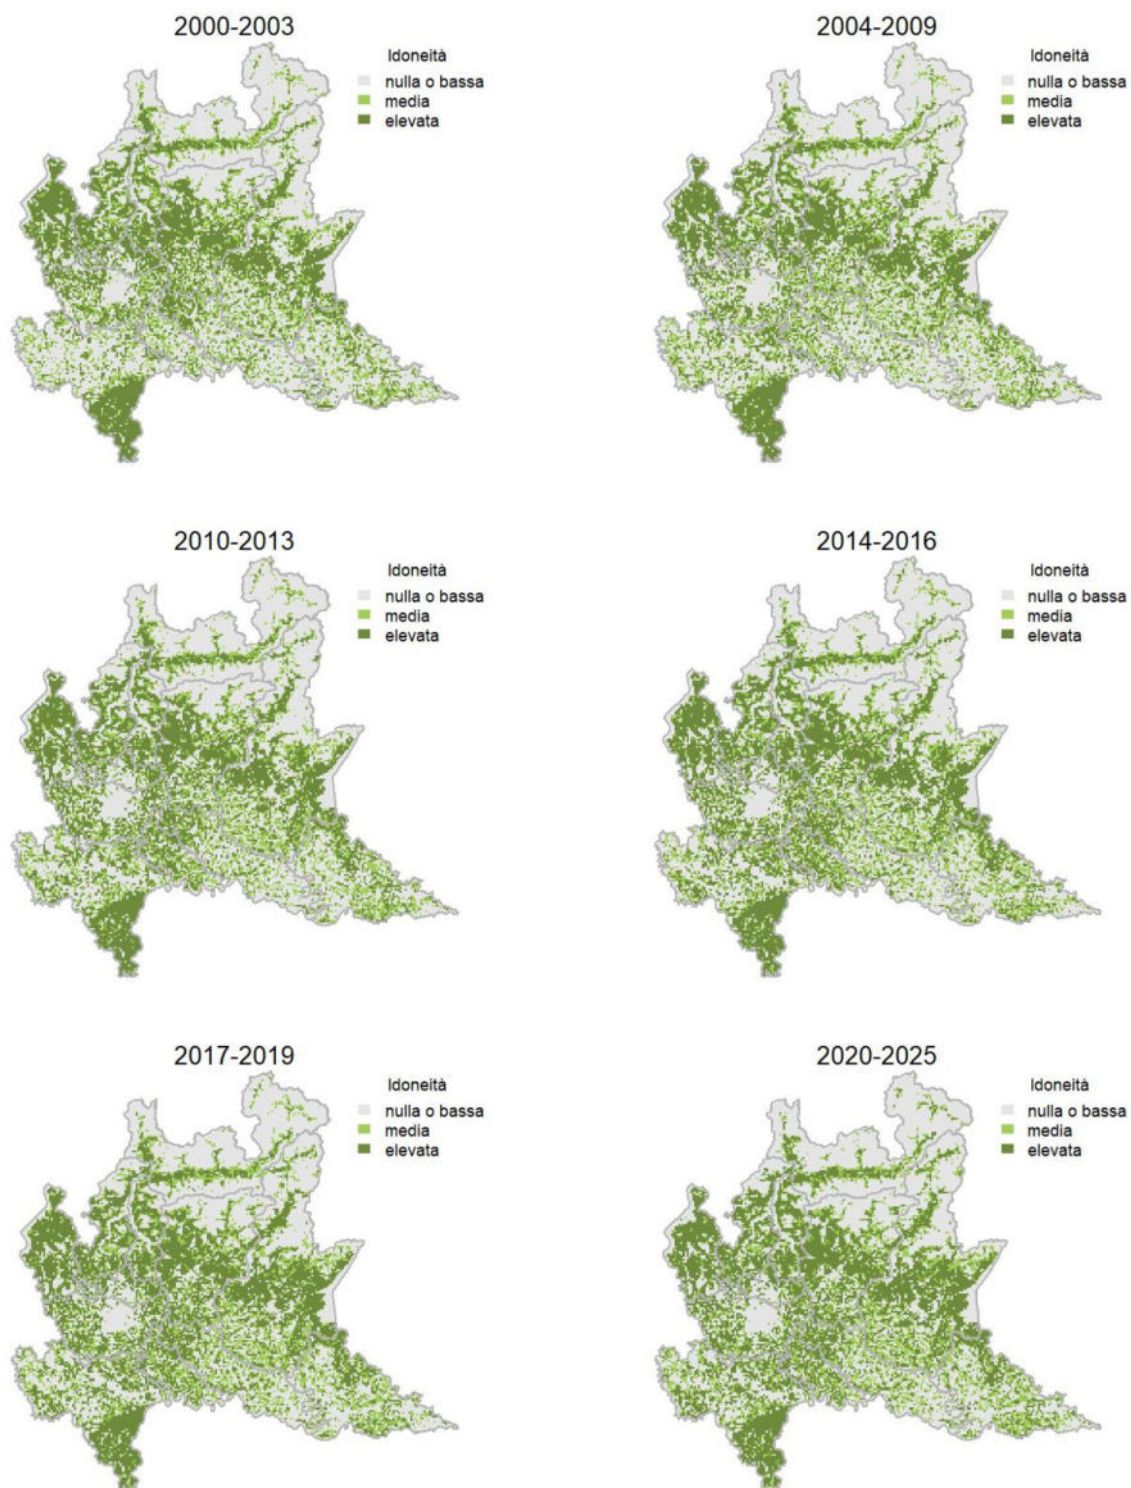 2000-2003
Idoneità
nulla o bassa
media
elevata
2004-2009
Idoneità
nulla o bassa
media
elevata
2010-2013
Idoneità
nulla o bassa
media
elevata
2014-2016
Idoneità
nulla o bassa
media
elevata
2017-2019
Idoneità
nulla o bassa
media
elevata
2020-2025
Idoneità
nulla o bassa
media
elevata